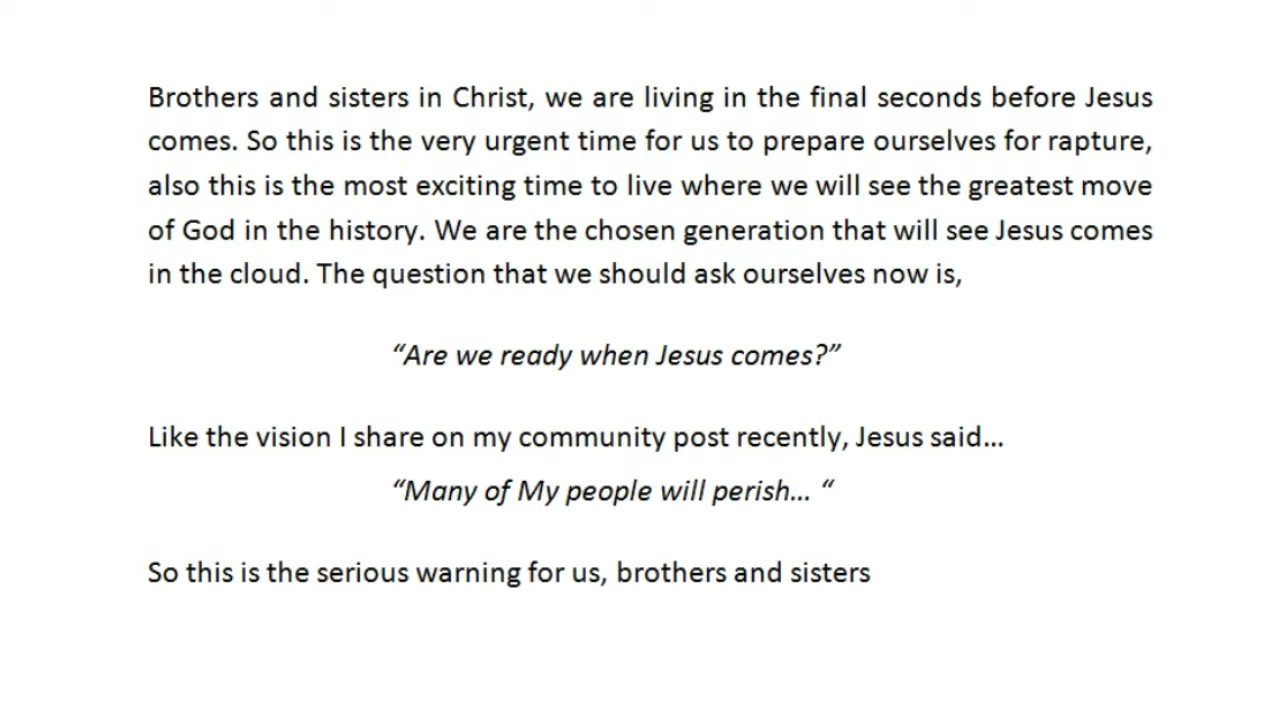 Brothers and sisters in Christ, we are living in the final seconds before Jesus
comes. So this is the very urgent time for us to prepare ourselves for rapture,
also this is the most exciting time to live where we will see the greatest move
of God in the history. We are the chosen generation that will see Jesus comes
in the cloud. The question that we should ask ourselves now is,
“Are we ready when Jesus comes?”
Like the vision I share on my community post recently, Jesus said...
“Many of My people will perish... “
So this is the serious warning for us, brothers and sisters